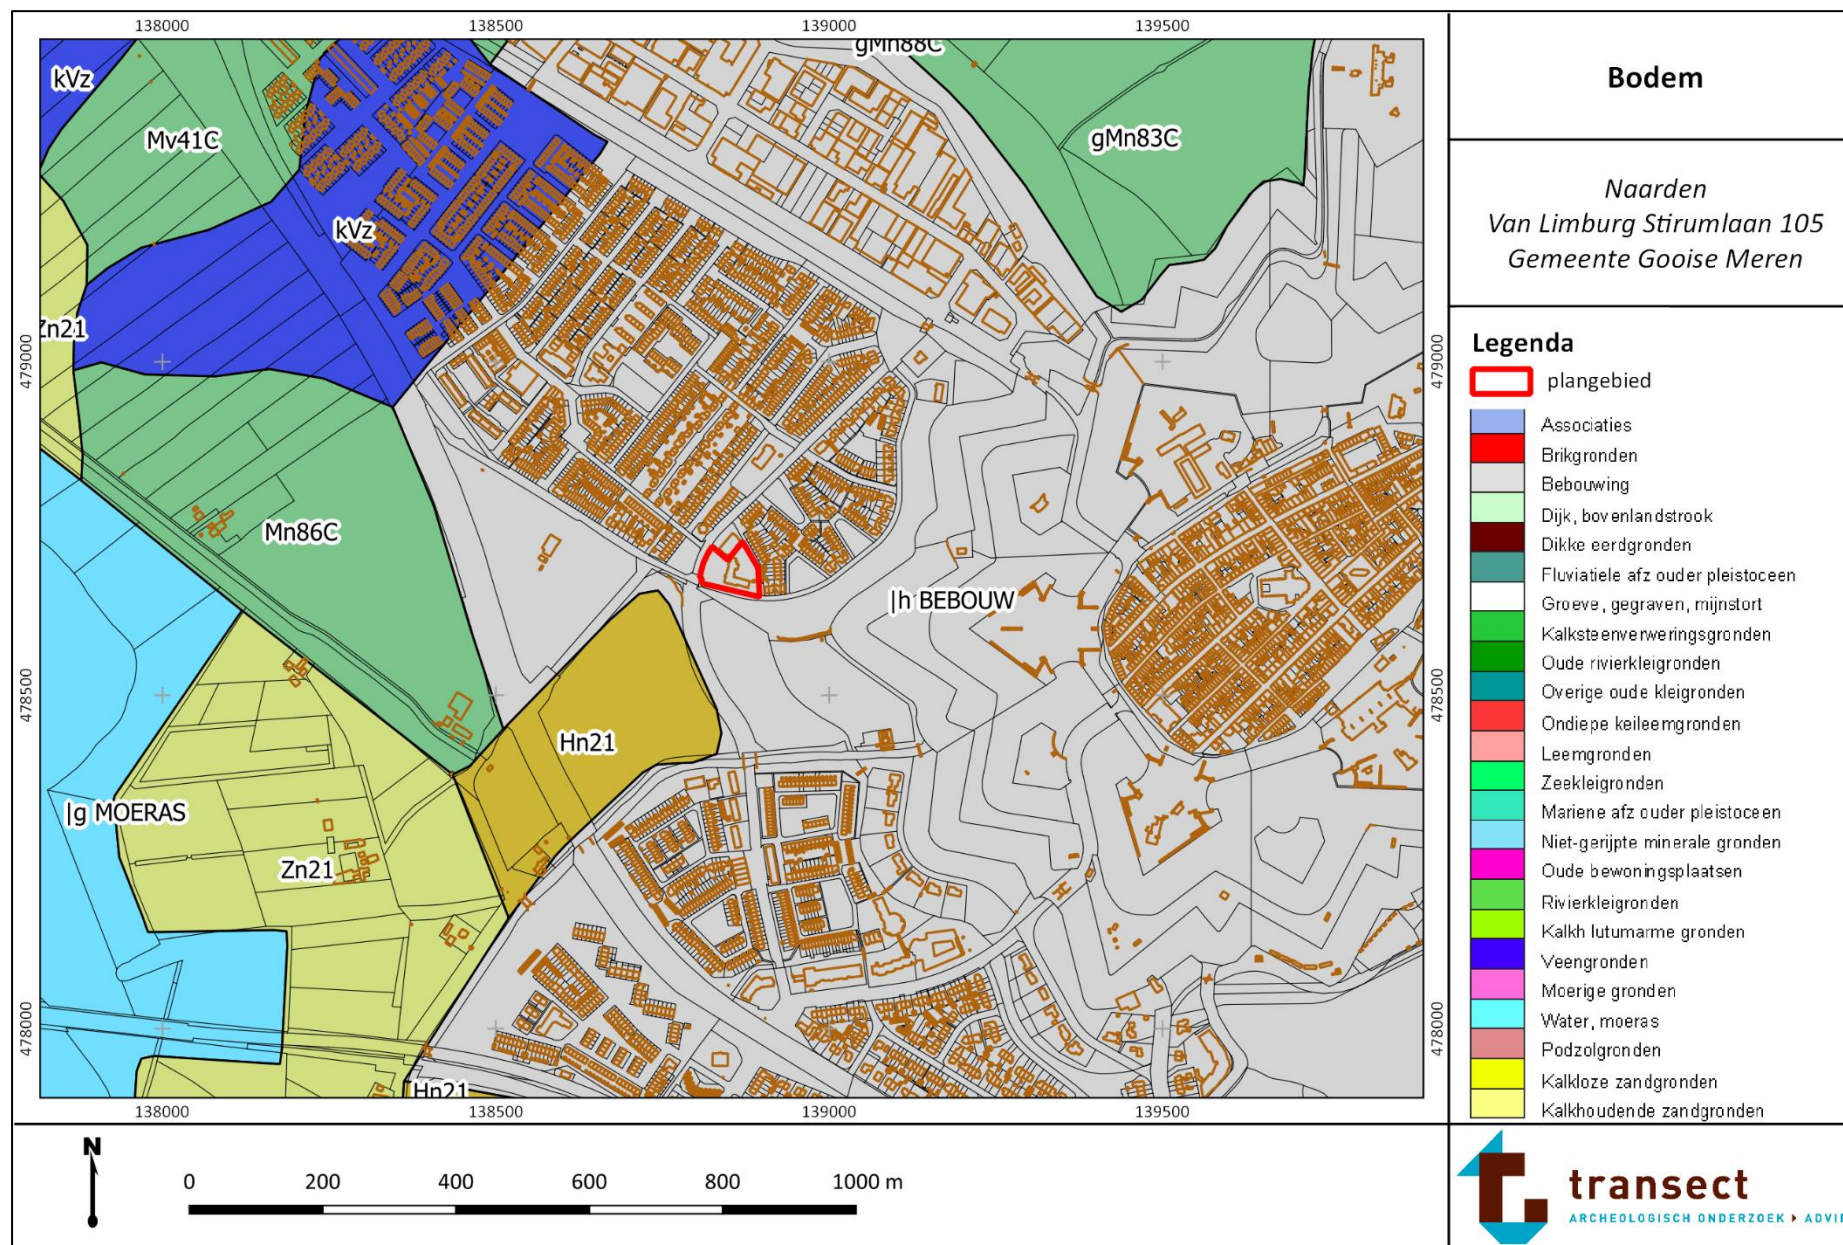 138000 138500 139000 139500
gMn88C
kVz
Mv41C
gMn83C
kVz
Zn21
479000
479000
Mn86C
|h BEBOUW
478500
478500
Hn21
|g MOERAS
Zn21
478000
478000
Hn21
138000 138500 139000 139500
N
0 200 400 600 800 1000 m
Bodem
Naarden
Van Limburg Stirumlaan 105
Gemeente Gooise Meren
Legenda
plangebied
Associaties
Brikgronden
Bebouwing
Dijk, bovenlandstrook
Dikke eerdgronden
Fluviatiele afz ouder pleistoceen
Groeve, gegraven, mijnstort
Kalksteenverweringsgronden
Oude rivierkleigronden
Overige oude kleigronden
Ondiepe keileemgronden
Leemgronden
Zeekleigronden
Mariene afz ouder pleistoceen
Niet-gerijpte minerale gronden
Oude bewoningsplaatsen
Rivierkleigronden
Kalkh lutumarme gronden
Veengronden
Moerige gronden
Water, moeras
Podzolgronden
Kalkloze zandgronden
Kalkhoudende zandgronden
transect
ARCHEOLOGISCH ONDERZOEK ▸ ADVIE